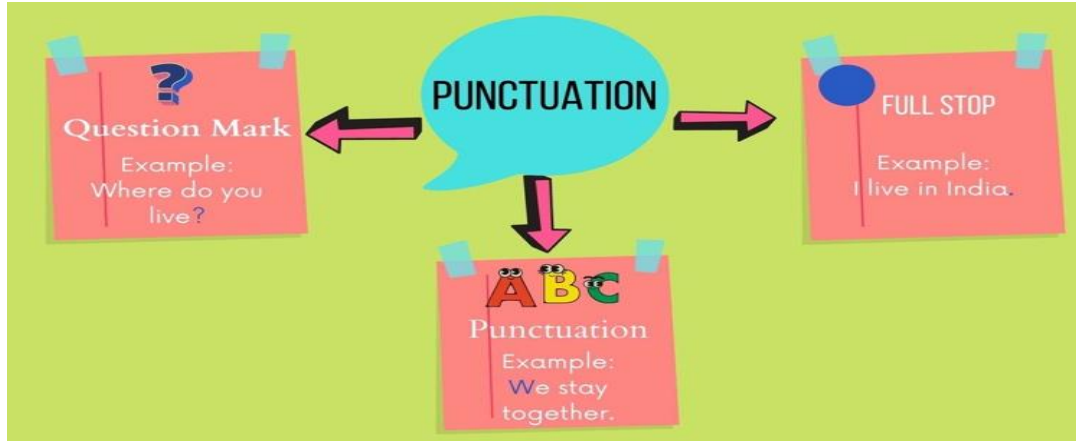 PUNCTUATION
?
Question Mark
Example:
Where do you
live?
FULL STOP
Example:
I live in India.
ABC
Punctuation
Example:
We stay
together.